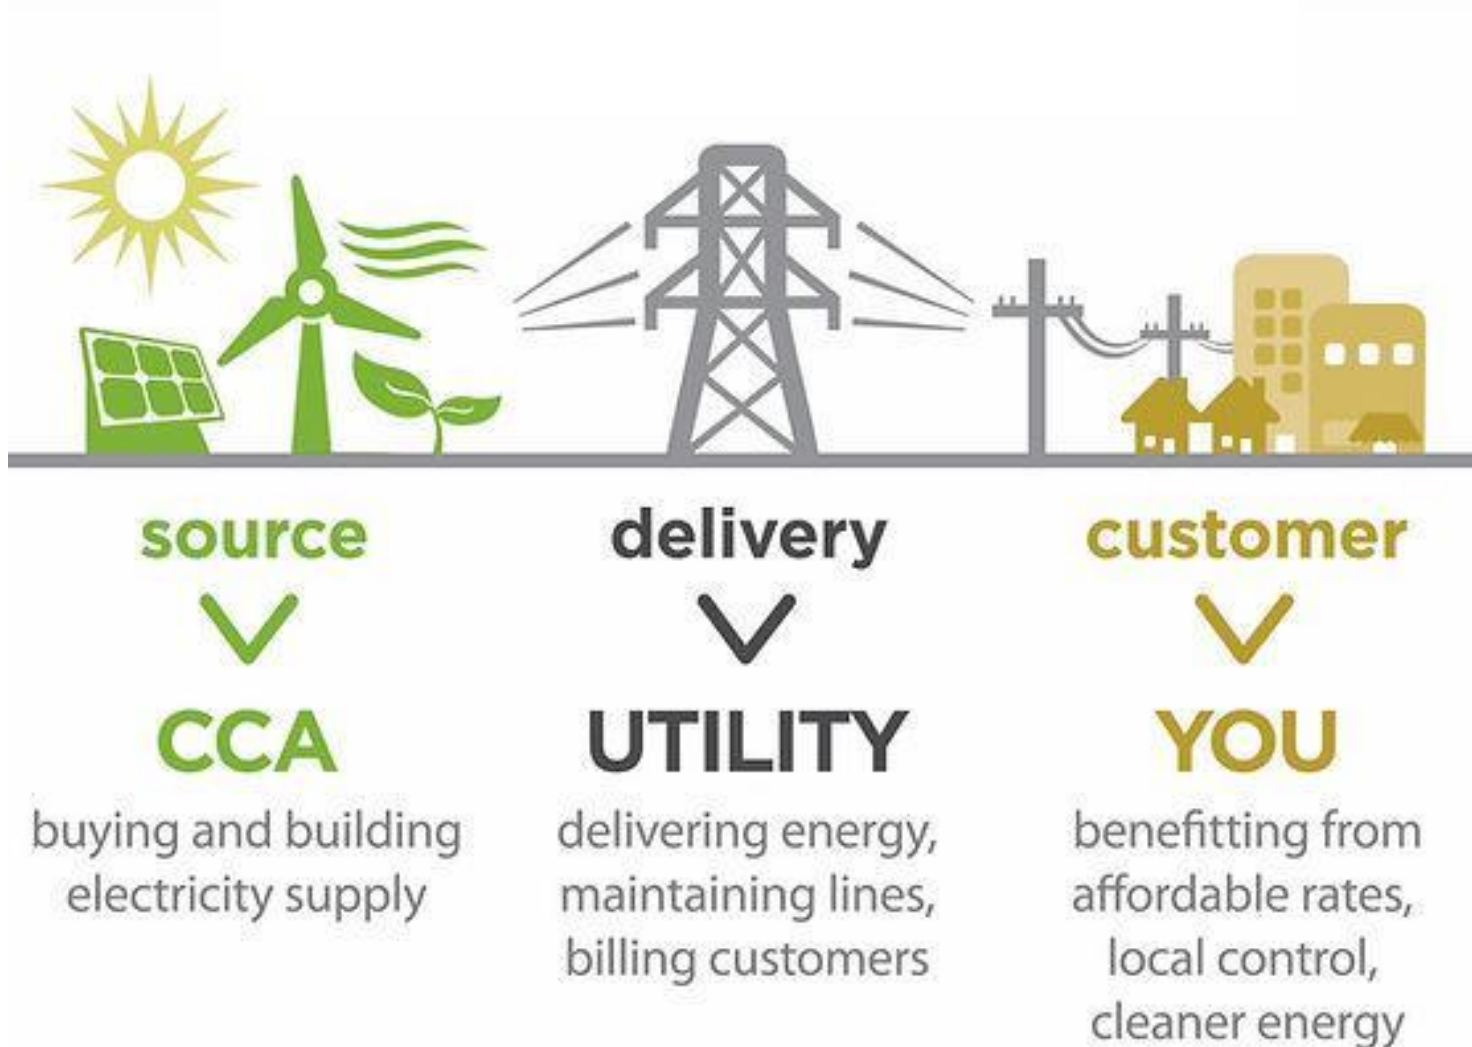 source
CCA
buying and building
electricity supply
delivery
UTILITY
delivering energy,
maintaining lines,
billing customers
customer
YOU
benefitting from
affordable rates,
local control,
cleaner energy